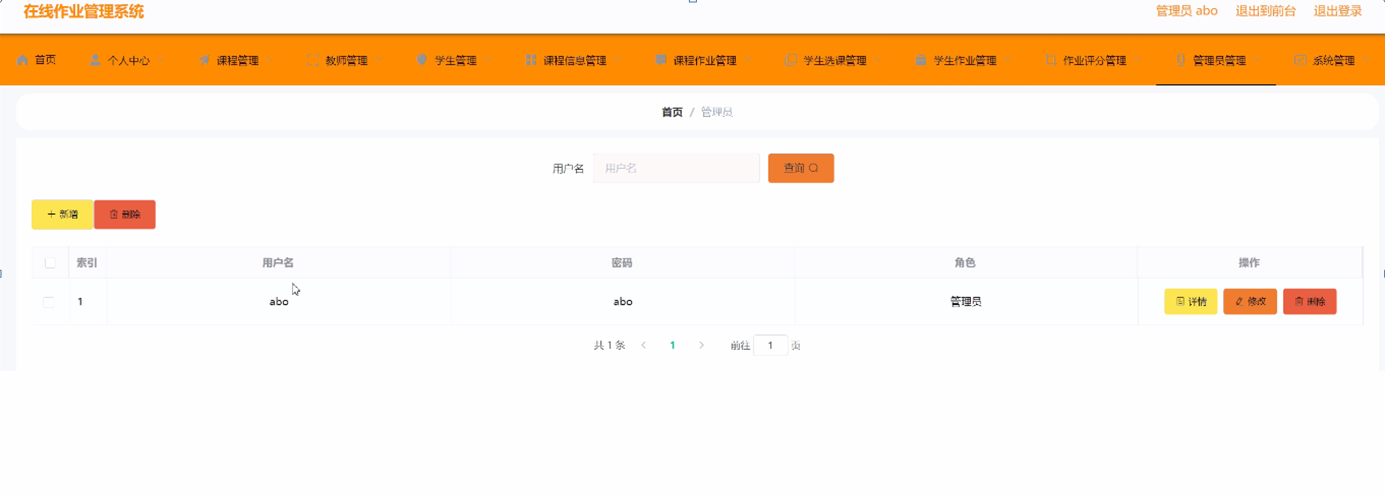 在线作业管理系统
管理员 abo 退出到前台 退出登录
首页 个人中心 课程管理 教师管理 学生管理 课程信息管理 课程作业管理 学生选课管理 学生作业管理 作业评分管理 管理员管理 系统管理
首页 / 管理员
用户名 用户名 查询
+ 新增 删除
索引 用户名 密码 角色 操作
1 abo abo 管理员 详情 修改 删除
共 1 条 < 1 > 前往 1 页